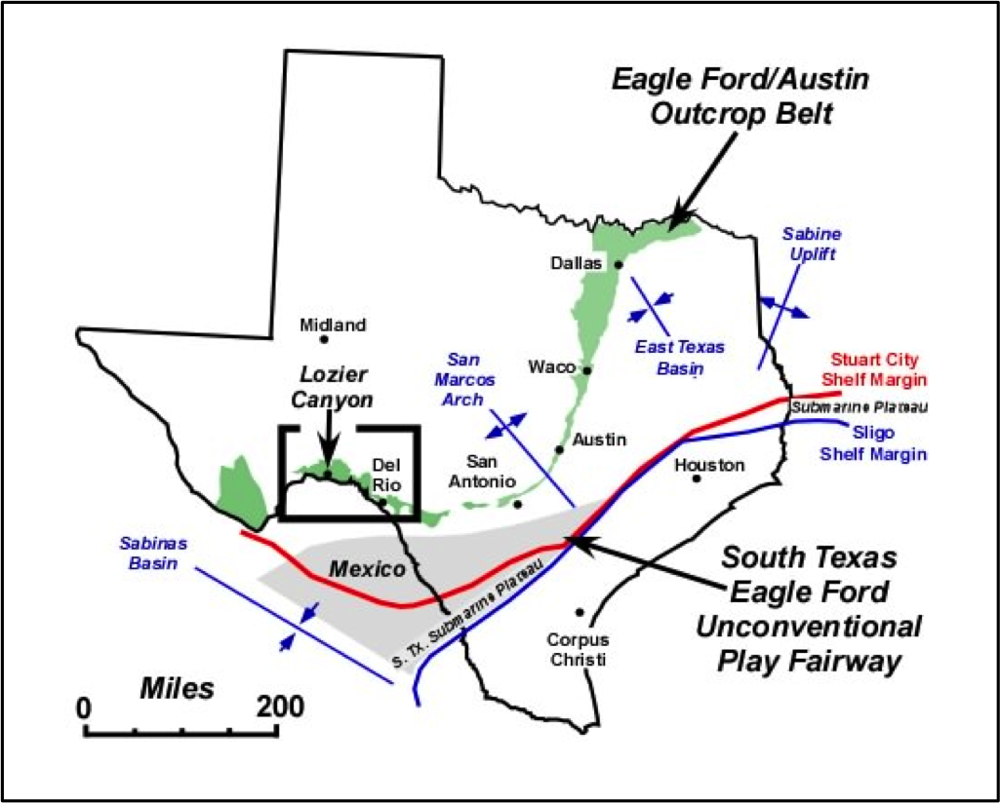 Eagle Ford/Austin
Outcrop Belt
Sabine
Uplift
Dallas
Midland
East Texas
Basin
San
Marcos
Arch
Waco
Stuart City
Shelf Margin
Lozier
Canyon
Submarine Plateau
Sligo
Shelf Margin
Austin
Del
Rio
San
Antonio
Houston
Sabinas
Basin
Mexico
South Texas
Eagle Ford
Unconventional
Play Fairway
S. Tx. Submarine Plateau
Corpus
Christi
Miles
0
200